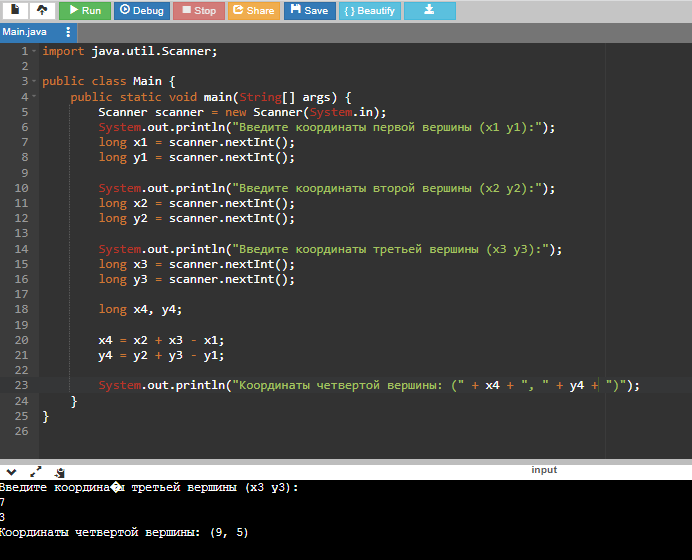 Run Debug Stop Share Save { } Beautify
Main.java
1 import java.util.Scanner;
2
3 public class Main {
4 public static void main(String[] args) {
5 Scanner scanner = new Scanner(System.in);
6 System.out.println("Введите координаты первой вершины (x1 y1):");
7 long x1 = scanner.nextInt();
8 long y1 = scanner.nextInt();
9
10 System.out.println("Введите координаты второй вершины (x2 y2):");
11 long x2 = scanner.nextInt();
12 long y2 = scanner.nextInt();
13
14 System.out.println("Введите координаты третьей вершины (x3 y3):");
15 long x3 = scanner.nextInt();
16 long y3 = scanner.nextInt();
17
18 long x4, y4;
19
20 x4 = x2 + x3 - x1;
21 y4 = y2 + y3 - y1;
22
23 System.out.println("Координаты четвертой вершины: (" + x4 + ", " + y4 + ")");
24 }
25 }
26
input
Введите координа�ы третьей вершины (x3 y3):
7
3
Координаты четвертой вершины: (9, 5)